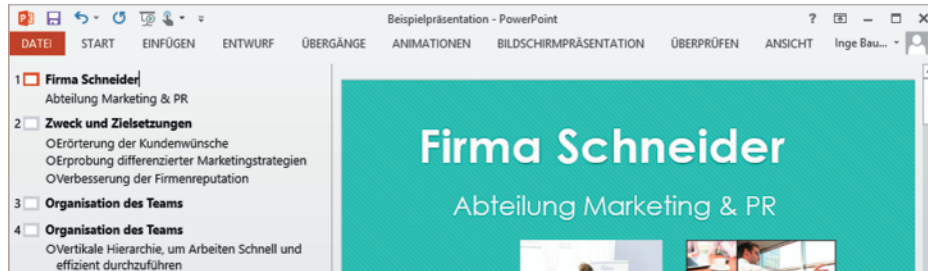 Beispielpräsentation - PowerPoint ?
DATEI START EINFÜGEN ENTWURF ÜBERGÄNGE ANIMATIONEN BILDSCHIRMPRÄSENTATION ÜBERPRÜFEN ANSICHT Inge Bau...
1 Firma Schneider
Abteilung Marketing & PR
2 Zweck und Zielsetzungen
Erörterung der Kundenwünsche
Erprobung differenzierter Marketingstrategien
Verbesserung der Firmenreputation
3 Organisation des Teams
4 Organisation des Teams
Vertikale Hierarchie, um Arbeiten Schnell und
effizient durchzuführen
Firma Schneider
Abteilung Marketing & PR